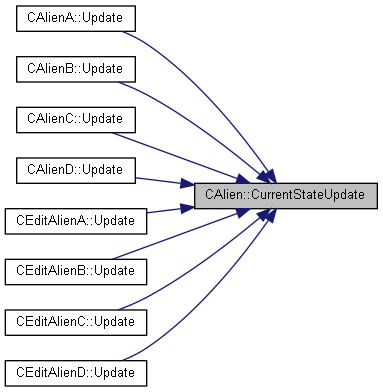 CAlienA::Update
CAlienB::Update
CAlienC::Update
CAlienD::Update
CAlien::CurrentStateUpdate
CEditAlienA::Update
CEditAlienB::Update
CEditAlienC::Update
CEditAlienD::Update